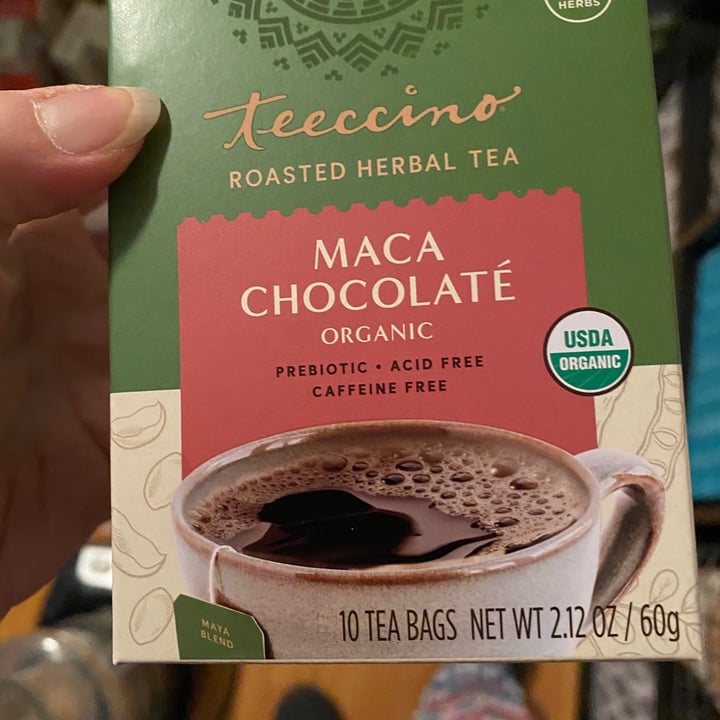 HERBS
teeccino
ROASTED HERBAL TEA
MACA
CHOCOLATÉ
ORGANIC
PREBIOTIC • ACID FREE
CAFFEINE FREE
USDA
ORGANIC
MAYA
BLEND
10 TEA BAGS NET WT 2.12 OZ / 60g